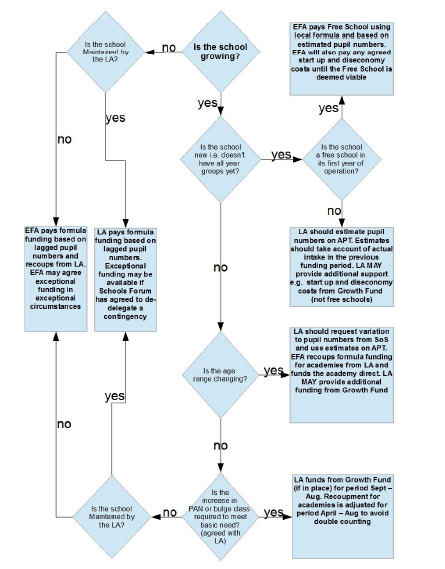 Is the school
Maintained by
the LA?
no
Is the school
growing?
EFA pays Free School using
local formula and based on
estimated pupil numbers.
EFA will also pay any agreed
start up and diseconomy
costs until the Free School is
deemed viable
no
yes
yes
yes
Is the school
new i.e. doesn't
have all year
groups yet?
yes
Is the school
a free school in
its first year of
operation?
no
EFA pays formula
funding based on
lagged pupil
numbers and
recoups from LA.
EFA may agree
exceptional
funding in
exceptional
circumstances
LA pays formula
funding based on
lagged pupil
numbers.
Exceptional
funding may be
available if
Schools Forum
has agreed to de-
delegate a
contingency
no
LA should estimate pupil
numbers on APT. Estimates
should take account of actual
intake in the previous
funding period. LA MAY
provide additional support
e.g. start up and diseconomy
costs from Growth Fund
(not free schools)
Is the age
range changing?
yes
LA should request variation
to pupil numbers from SoS
and use estimates on APT.
EFA recoups formula funding
for academies from LA and
funds the academy direct. LA
MAY provide additional
funding from Growth Fund
no
yes
no
Is the school
Maintained by
the LA?
no
Is the
increase in
PAN or bulge class
required to meet
basic need?
(agreed with
LA)
yes
LA funds from Growth Fund
(if in place) for period Sept –
Aug. Recoupment for
academies is adjusted for
period April – Aug to avoid
double counting